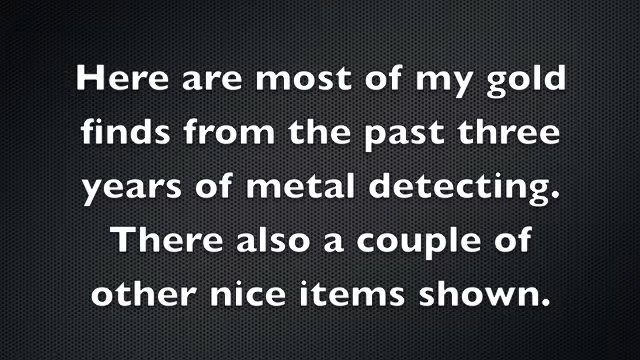 Here are most of my gold
finds from the past three
years of metal detecting.
There also a couple of
other nice items shown.